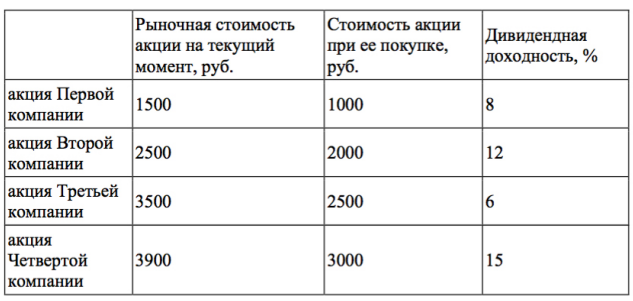 Рыночная стоимость
акции на текущий
момент, руб.
Стоимость акции
при ее покупке,
руб.
Дивидендная
доходность, %
акция Первой
компании
1500
1000
8
акция Второй
компании
2500
2000
12
акция Третьей
компании
3500
2500
6
акция
Четвертой
компании
3900
3000
15